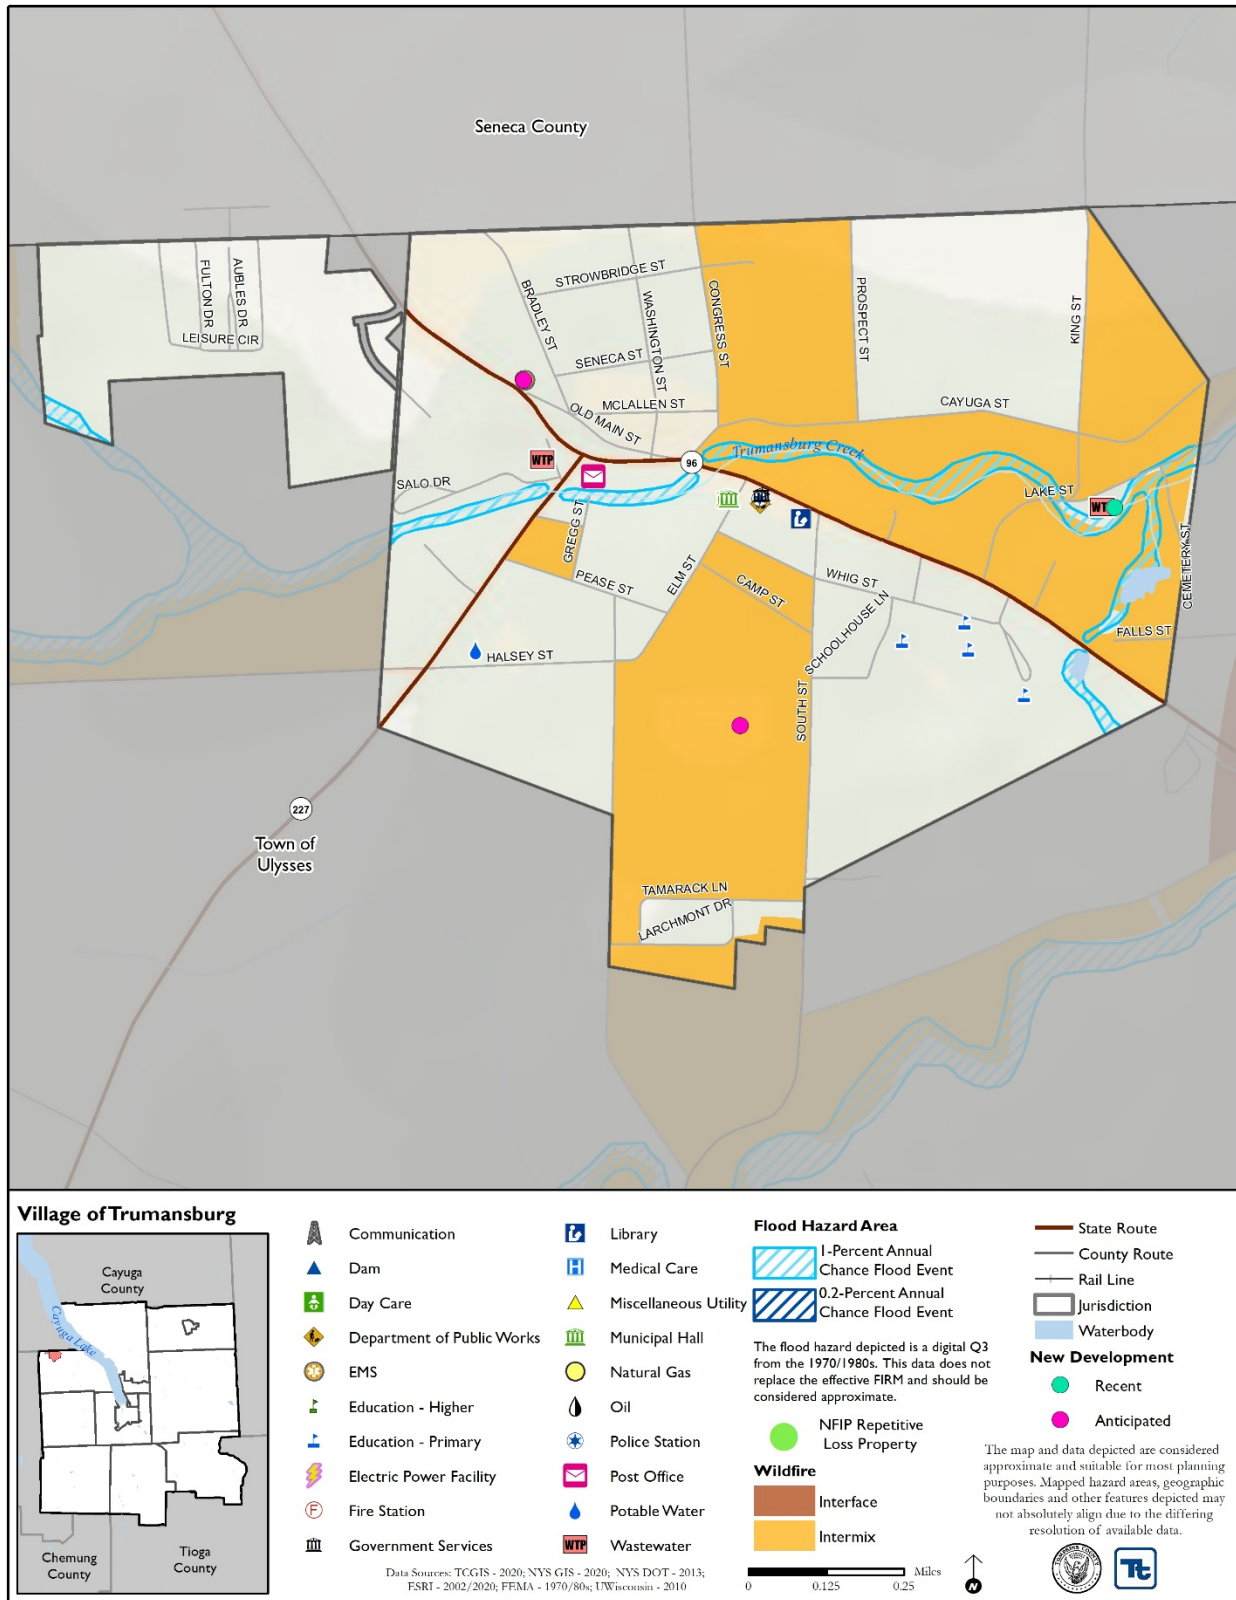 Seneca County
FULTON DR
AUBLES DR
LEISURE CIR
BRADLEY ST
STROWBRIDGE ST
WASHINGTON ST
CONGRESS ST
PROSPECT ST
KING ST
SENECA ST
MCLALLEN ST
OLD MAIN ST
CAYUGA ST
Trumansburg Creek
96
WTP
SALO DR
LAKE ST
WT
GREGG ST
PEASE ST
ELM ST
CAMP ST
WHIG ST
SCHOOLHOUSE LN
CEMETERY ST
FALLS ST
HALSEY ST
SOUTH ST
227
Town of
Ulysses
TAMARACK LN
LARCHMONT DR
Village of Trumansburg
Cayuga
County
Cayuga Lake
Chemung
County
Tioga
County
Communication
Dam
Day Care
Department of Public Works
EMS
Education - Higher
Education - Primary
Electric Power Facility
F
Fire Station
Government Services
Library
H
Medical Care
Miscellaneous Utility
Municipal Hall
Natural Gas
Oil
Police Station
Post Office
Potable Water
WTP
Wastewater
Flood Hazard Area
1-Percent Annual
Chance Flood Event
0.2-Percent Annual
Chance Flood Event
The flood hazard depicted is a digital Q3
from the 1970/1980s. This data does not
replace the effective FIRM and should be
considered approximate.
NFIP Repetitive
Loss Property
Wildfire
Interface
Intermix
State Route
County Route
Rail Line
Jurisdiction
Waterbody
New Development
Recent
Anticipated
The map and data depicted are considered
approximate and suitable for most planning
purposes. Mapped hazard areas, geographic
boundaries and other features depicted may
not absolutely align due to the differing
resolution of available data.
Data Sources: TCGIS - 2020; NYS GIS - 2020; NYS DOT - 2013;
ESRI - 2002/2020; FEMA - 1970/80s; UWisconsin - 2010
Miles
0 0.125 0.25
N
TOMPKINS COUNTY
Tt